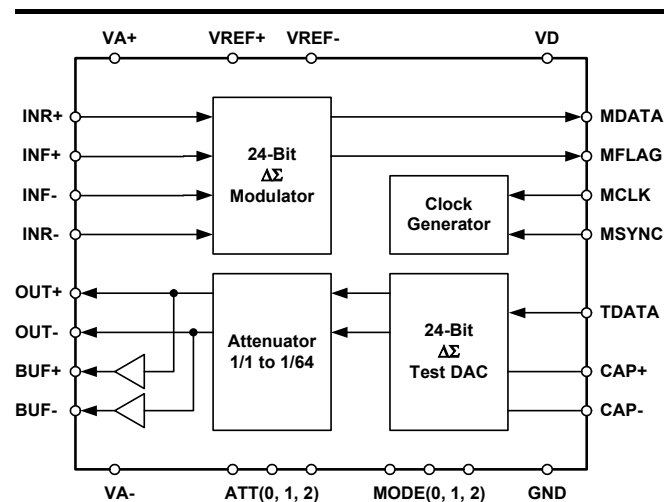 VA+ VREF+ VREF- VD
INR+
INF+
INF-
INR-
24-Bit
ΔΣ
Modulator
MDATA
MFLAG
MCLK
MSYNC
Clock
Generator
OUT+
OUT-
BUF+
BUF-
Attenuator
1/1 to 1/64
24-Bit
ΔΣ
Test DAC
TDATA
CAP+
CAP-
VA- ATT(0, 1, 2) MODE(0, 1, 2) GND